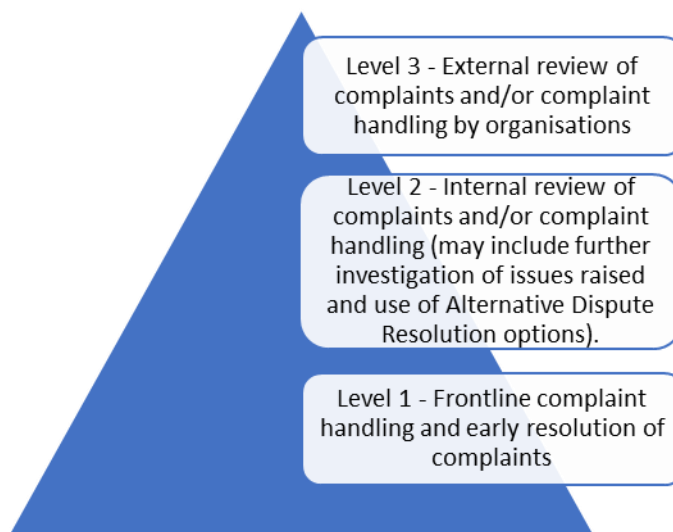 Level 3 - External review of
complaints and/or complaint
handling by organisations
Level 2 - Internal review of
complaints and/or complaint
handling (may include further
investigation of issues raised
and use of Alternative Dispute
Resolution options).
Level 1 - Frontline complaint
handling and early resolution of
complaints